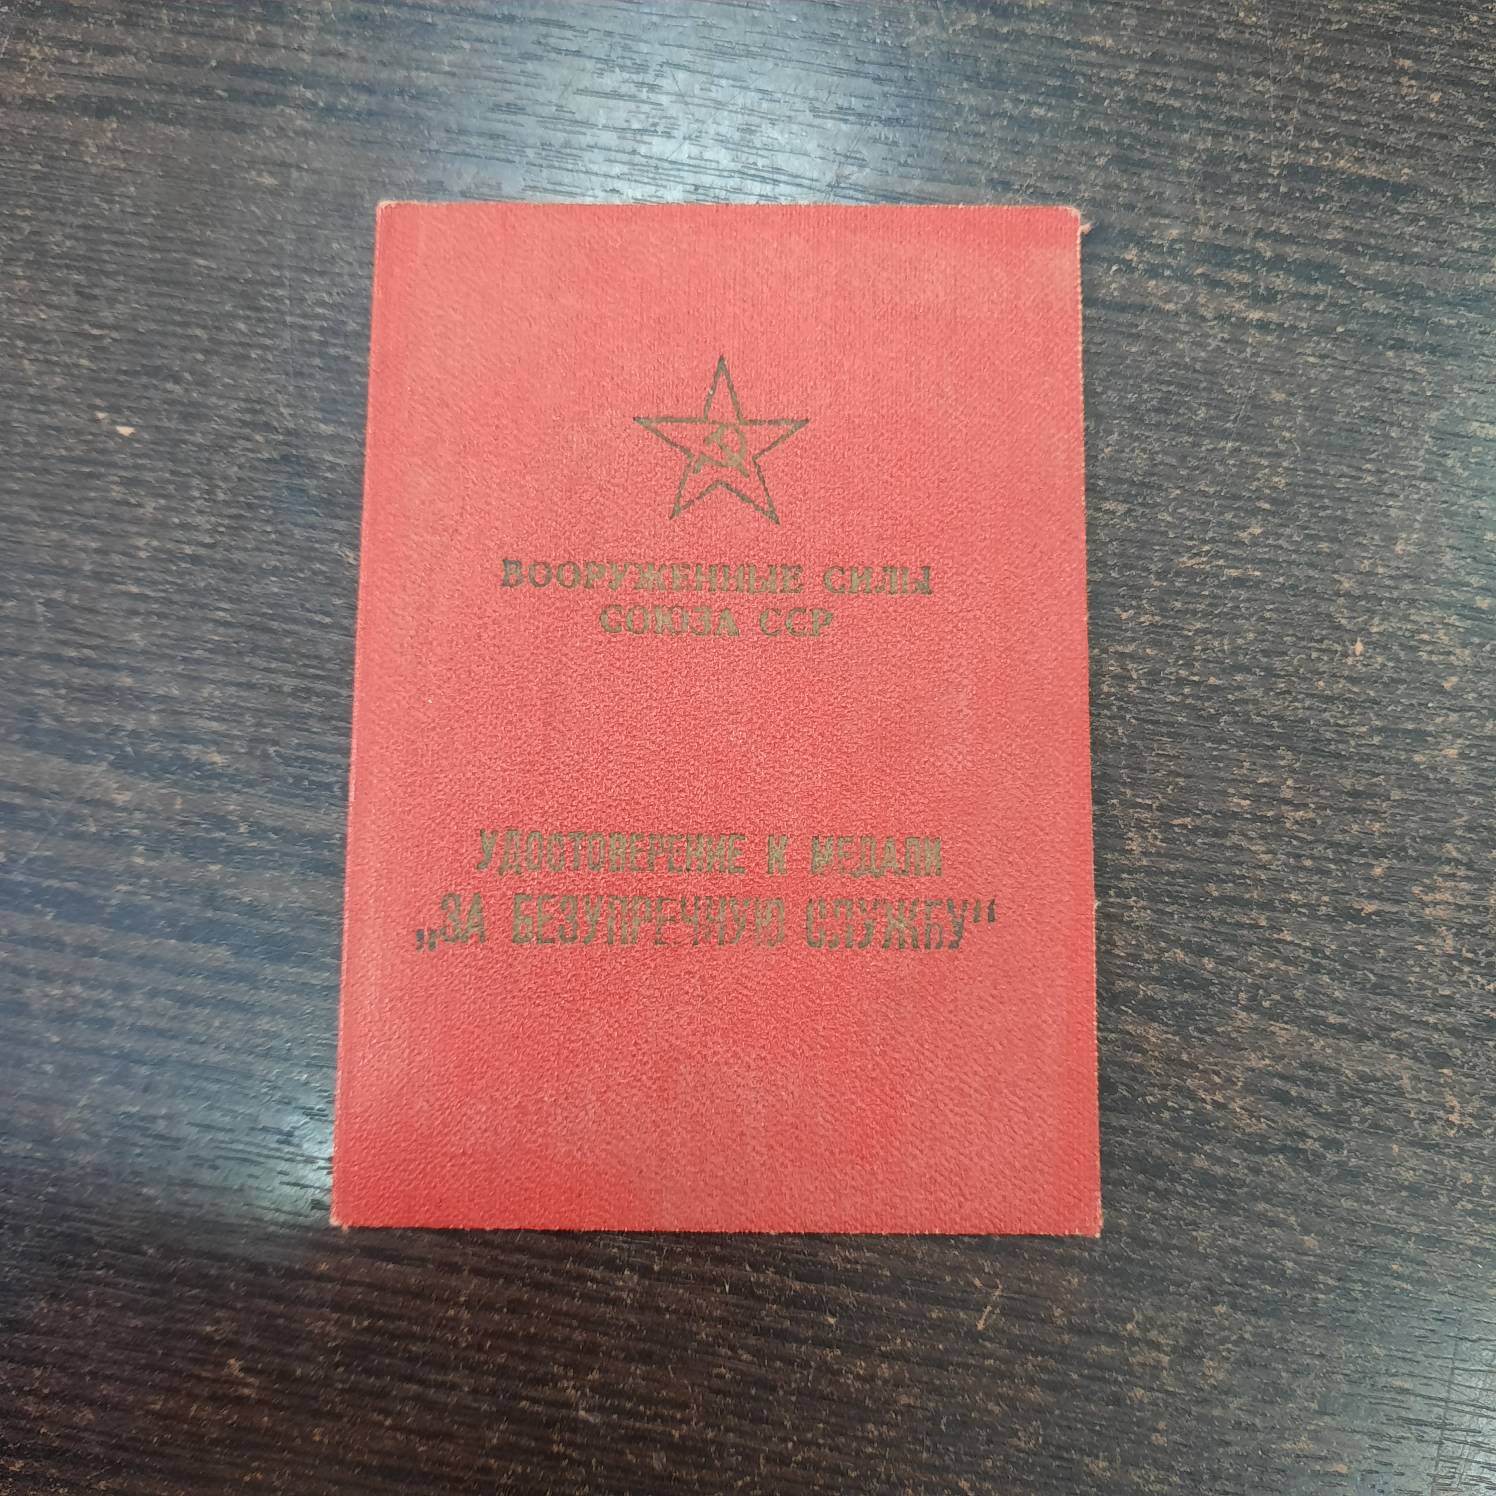 ВООРУЖЕННЫЕ СИЛЫ
СОЮЗА ССР
УДОСТОВЕРЕНИЕ К МЕДАЛИ
„ЗА БЕЗУПРЕЧНУЮ СЛУЖБУ“